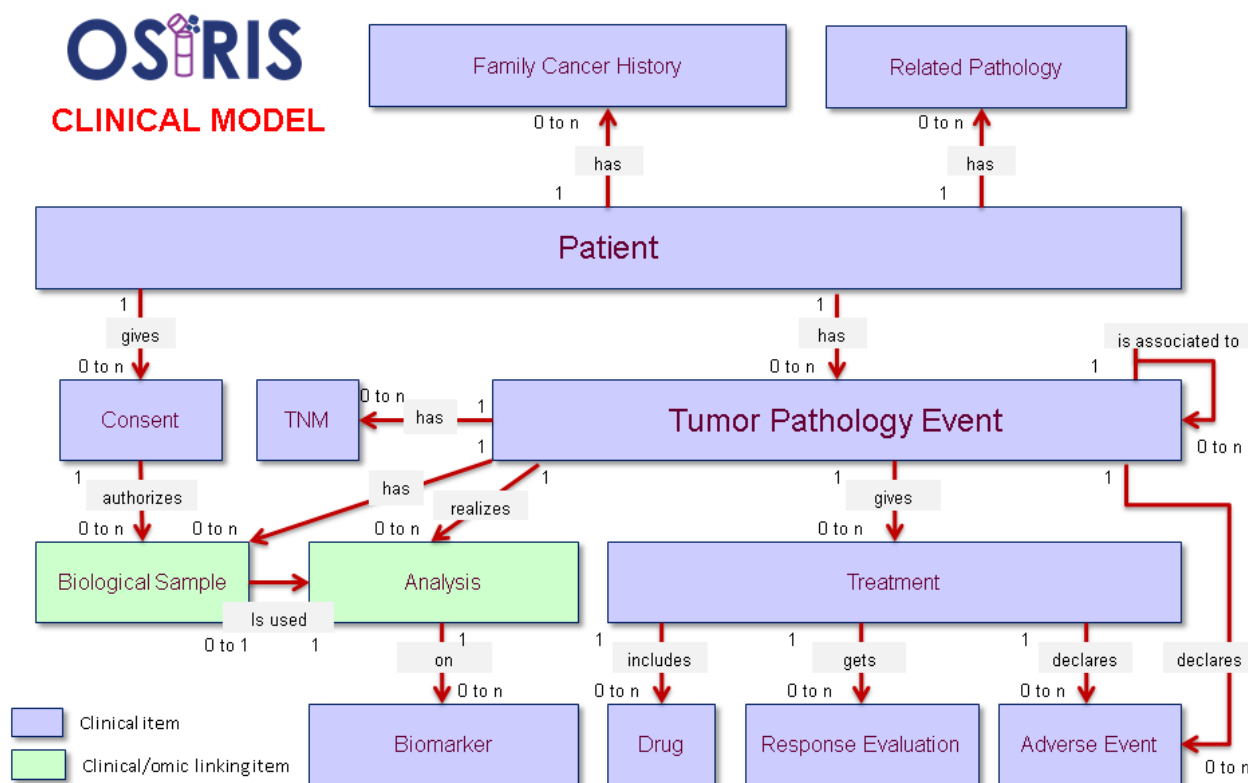 OSIRIS
CLINICAL MODEL
Family Cancer History
Related Pathology
0 to n
0 to n
has
has
1
1
Patient
1
1
gives
has
is associated to
0 to n
0 to n
1
Consent
TNM
0 to n
has
1
Tumor Pathology Event
0 to n
1
1
1
1
1
authorizes
has
realizes
gives
0 to n
0 to n
0 to n
0 to n
Biological Sample
Analysis
Treatment
Is used
0 to 1
1
1
1
1
1
on
includes
gets
declares
declares
0 to n
0 to n
0 to n
0 to n
Clinical item
Biomarker
Drug
Response Evaluation
Adverse Event
Clinical/omic linking item
0 to n